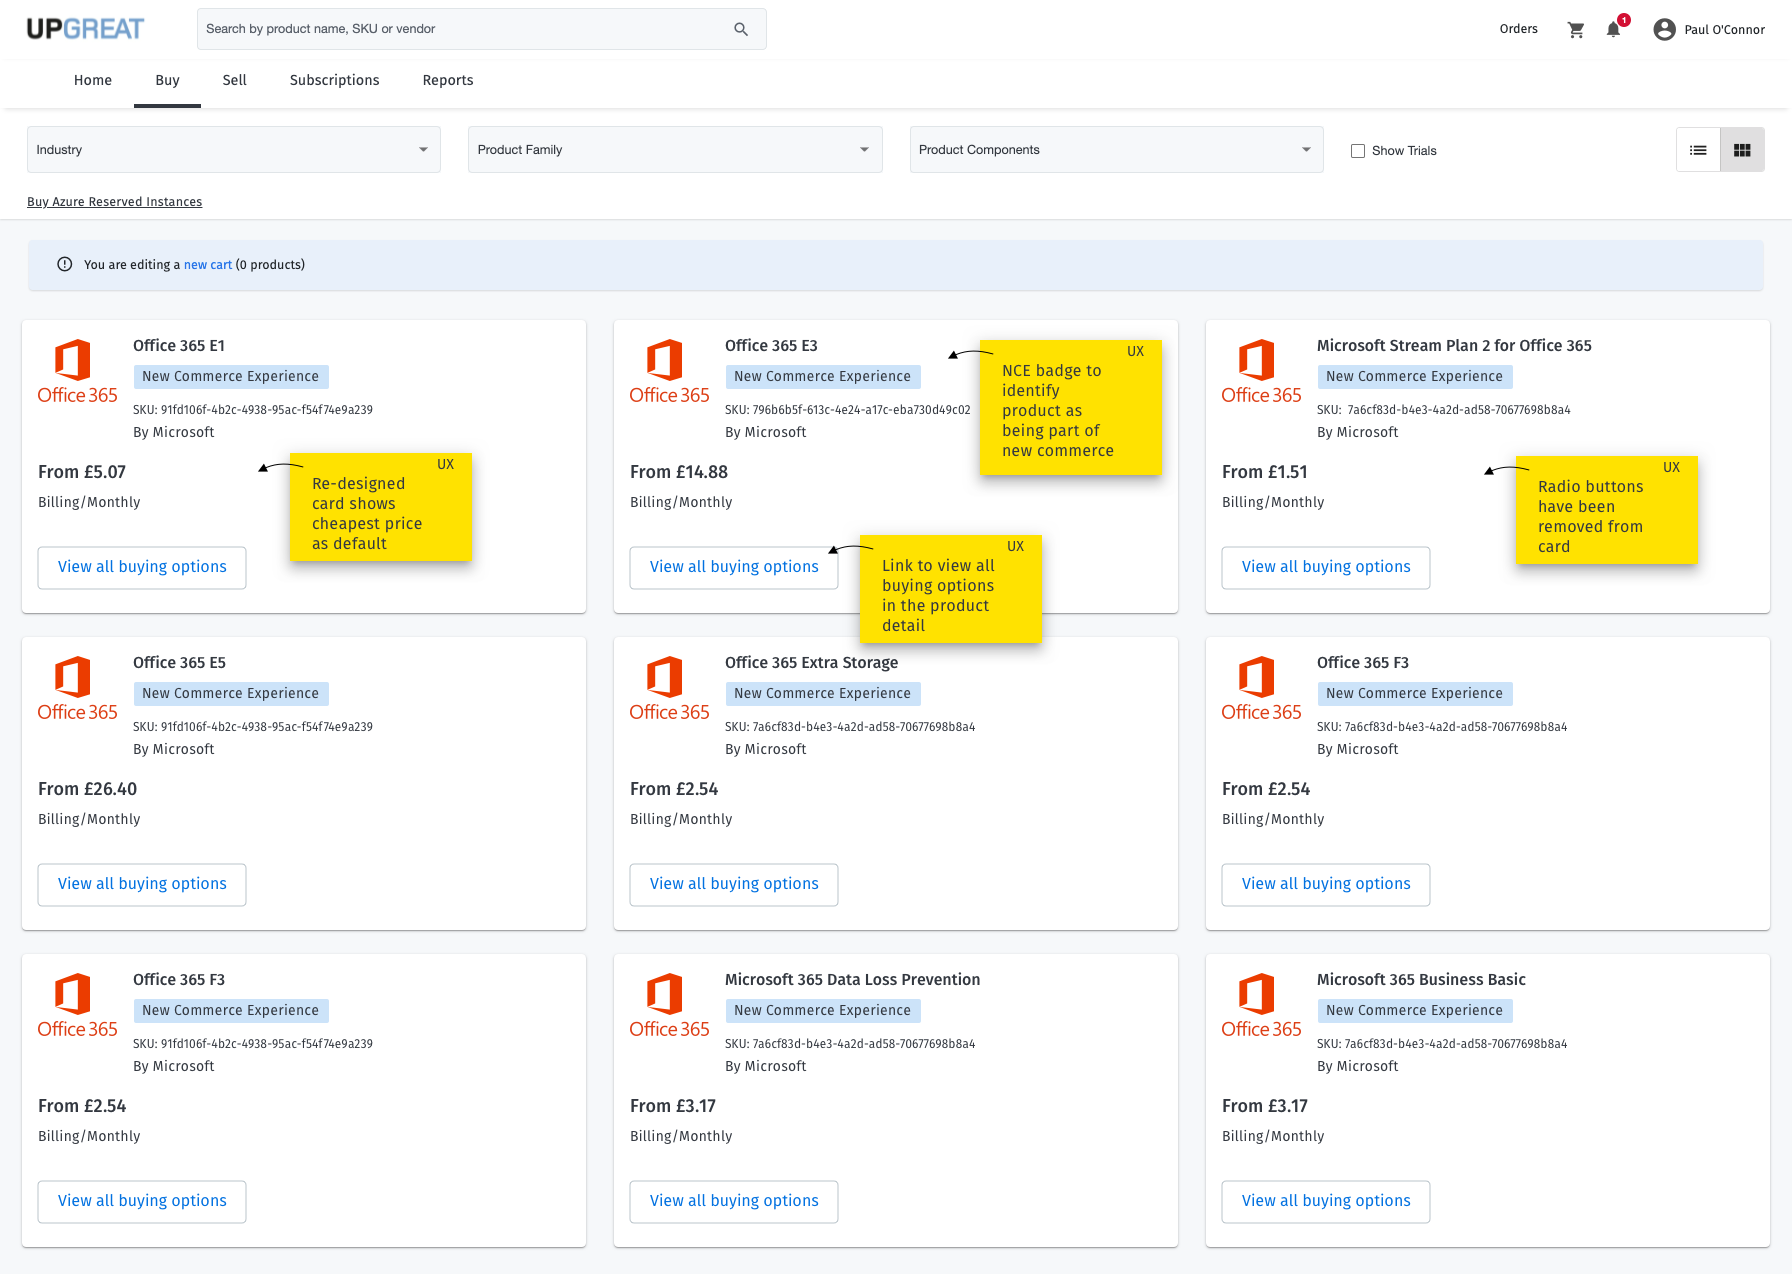 UPGREAT
Search by product name, SKU or vendor
Orders
1
Paul O'Connor
Home
Buy
Sell
Subscriptions
Reports
Industry
Product Family
Product Components
Show Trials
Buy Azure Reserved Instances
You are editing a new cart (0 products)
Office 365
Office 365 E1
New Commerce Experience
SKU: 91fd106f-4b2c-4938-95ac-f54f74e9a239
By Microsoft
From £5.07
Billing/Monthly
View all buying options
UX
Re-designed
card shows
cheapest price
as default
Office 365
Office 365 E3
New Commerce Experience
SKU: 796b6b5f-613c-4e24-a17c-eba730d49c02
By Microsoft
From £14.88
Billing/Monthly
View all buying options
UX
NCE badge to
identify
product as
being part of
new commerce
UX
Link to view all
buying options
in the product
detail
Office 365
Microsoft Stream Plan 2 for Office 365
New Commerce Experience
SKU: 7a6cf83d-b4e3-4a2d-ad58-70677698b8a4
By Microsoft
From £1.51
Billing/Monthly
View all buying options
UX
Radio buttons
have been
removed from
card
Office 365
Office 365 E5
New Commerce Experience
SKU: 91fd106f-4b2c-4938-95ac-f54f74e9a239
By Microsoft
From £26.40
Billing/Monthly
View all buying options
Office 365
Office 365 Extra Storage
New Commerce Experience
SKU: 7a6cf83d-b4e3-4a2d-ad58-70677698b8a4
By Microsoft
From £2.54
Billing/Monthly
View all buying options
Office 365
Office 365 F3
New Commerce Experience
SKU: 7a6cf83d-b4e3-4a2d-ad58-70677698b8a4
By Microsoft
From £2.54
Billing/Monthly
View all buying options
Office 365
Office 365 F3
New Commerce Experience
SKU: 91fd106f-4b2c-4938-95ac-f54f74e9a239
By Microsoft
From £2.54
Billing/Monthly
View all buying options
Office 365
Microsoft 365 Data Loss Prevention
New Commerce Experience
SKU: 7a6cf83d-b4e3-4a2d-ad58-70677698b8a4
By Microsoft
From £3.17
Billing/Monthly
View all buying options
Office 365
Microsoft 365 Business Basic
New Commerce Experience
SKU: 7a6cf83d-b4e3-4a2d-ad58-70677698b8a4
By Microsoft
From £3.17
Billing/Monthly
View all buying options